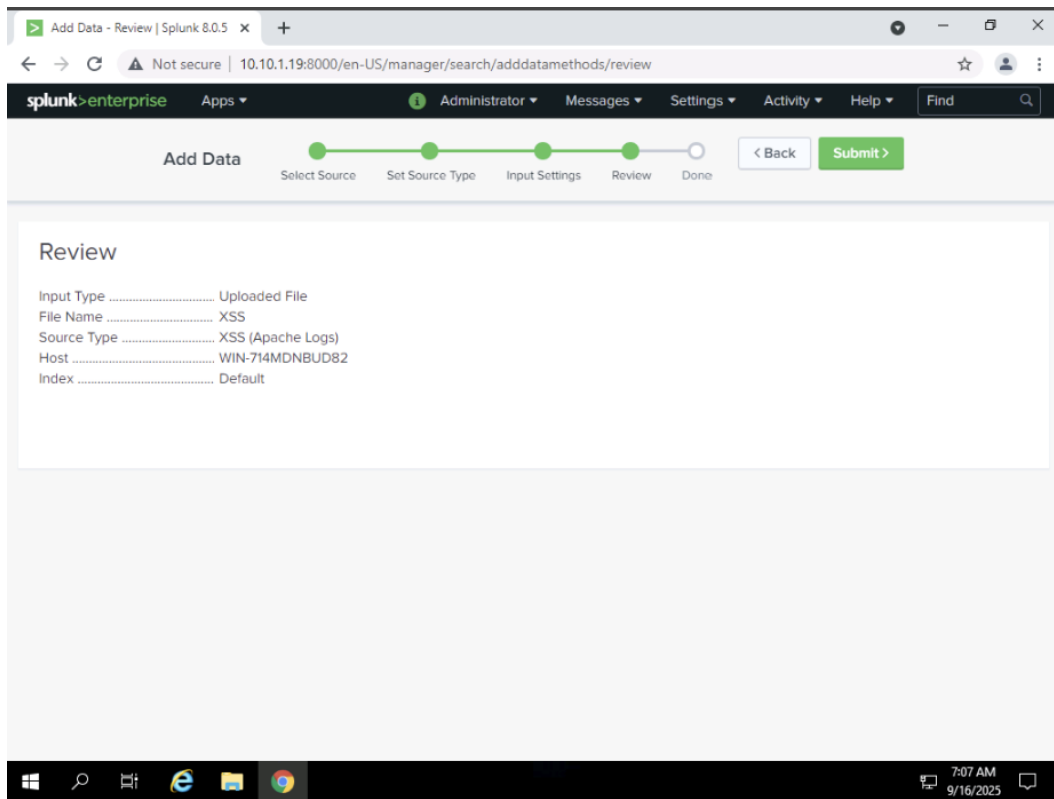 Add Data - Review | Splunk 8.0.5
Not secure | 10.10.1.19:8000/en-US/manager/search/adddatamethods/review
splunk>enterprise Apps Administrator Messages Settings Activity Help Find
Add Data
Select Source Set Source Type Input Settings Review Done
< Back Submit >
Review
Input Type ................................ Uploaded File
File Name ................................ XSS
Source Type ............................ XSS (Apache Logs)
Host ........................................... WIN-714MDNBUD82
Index ......................................... Default
7:07 AM
9/16/2025